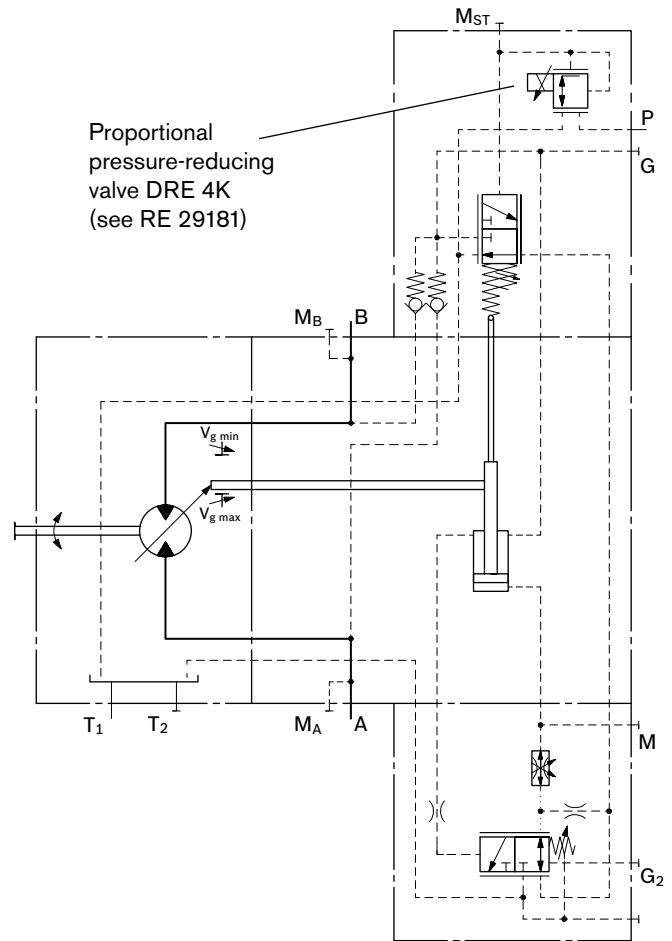 M_ST
Proportional
pressure-reducing
valve DRE 4K
(see RE 29181)
P
G
M_B
B
V_g min
V_g max
T_1
T_2
M_A
A
M
G_2